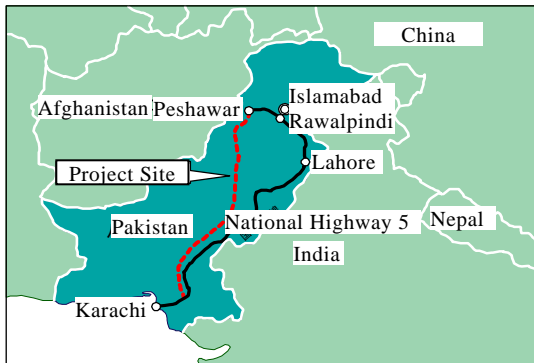 China
Islamabad
Afghanistan Peshawar
Rawalpindi
Lahore
Project Site
National Highway 5
Nepal
Pakistan
India
Karachi